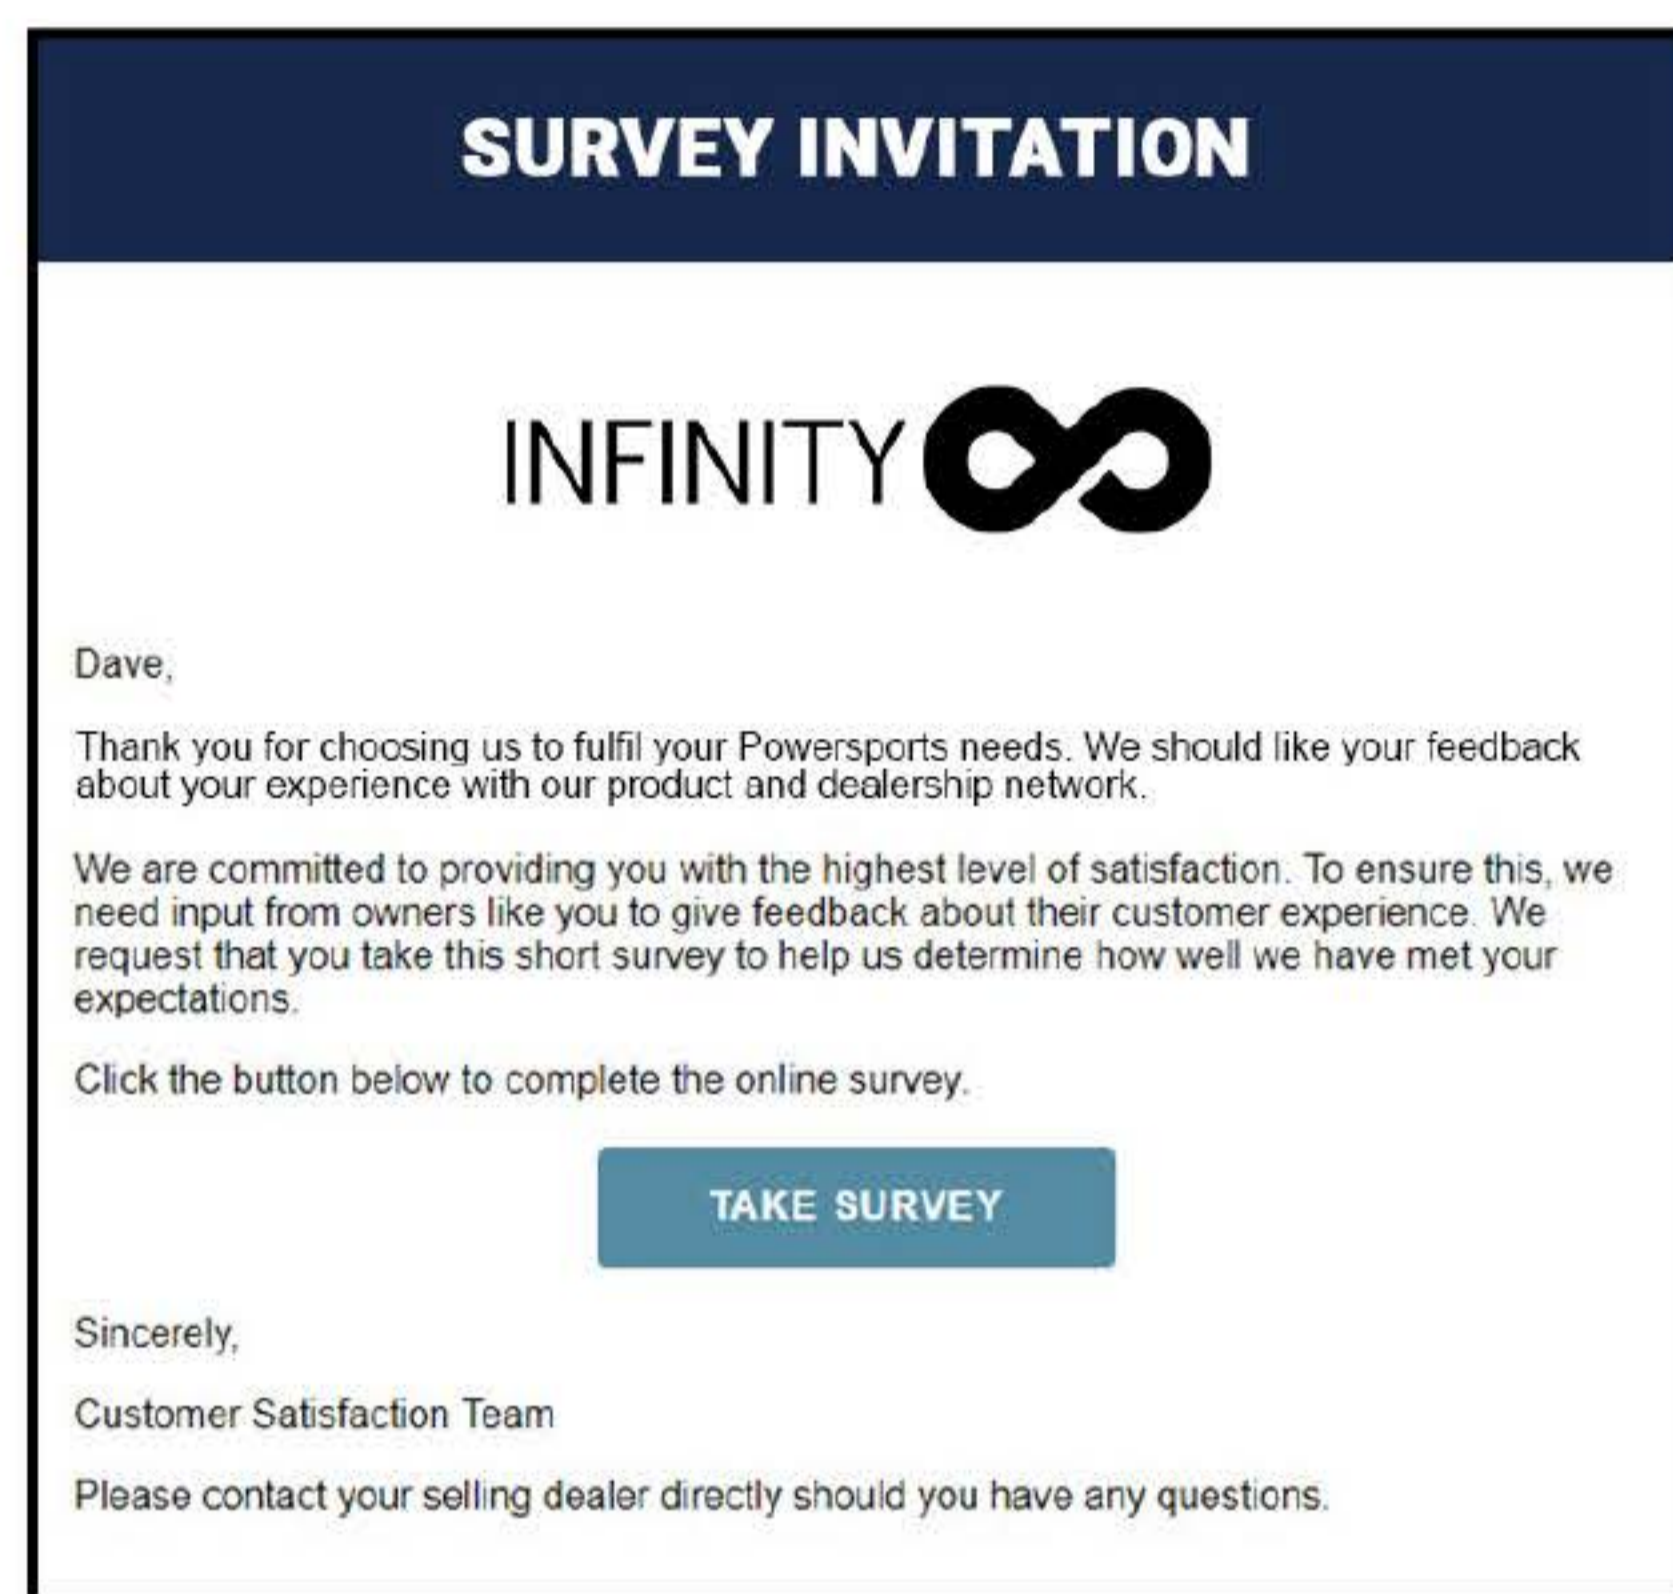 SURVEY INVITATION
INFINITY
Dave,
Thank you for choosing us to fulfil your Powersports needs. We should like your feedback
about your experience with our product and dealership network.
We are committed to providing you with the highest level of satisfaction. To ensure this, we
need input from owners like you to give feedback about their customer experience. We
request that you take this short survey to help us determine how well we have met your
expectations.
Click the button below to complete the online survey.
TAKE SURVEY
Sincerely,
Customer Satisfaction Team
Please contact your selling dealer directly should you have any questions.